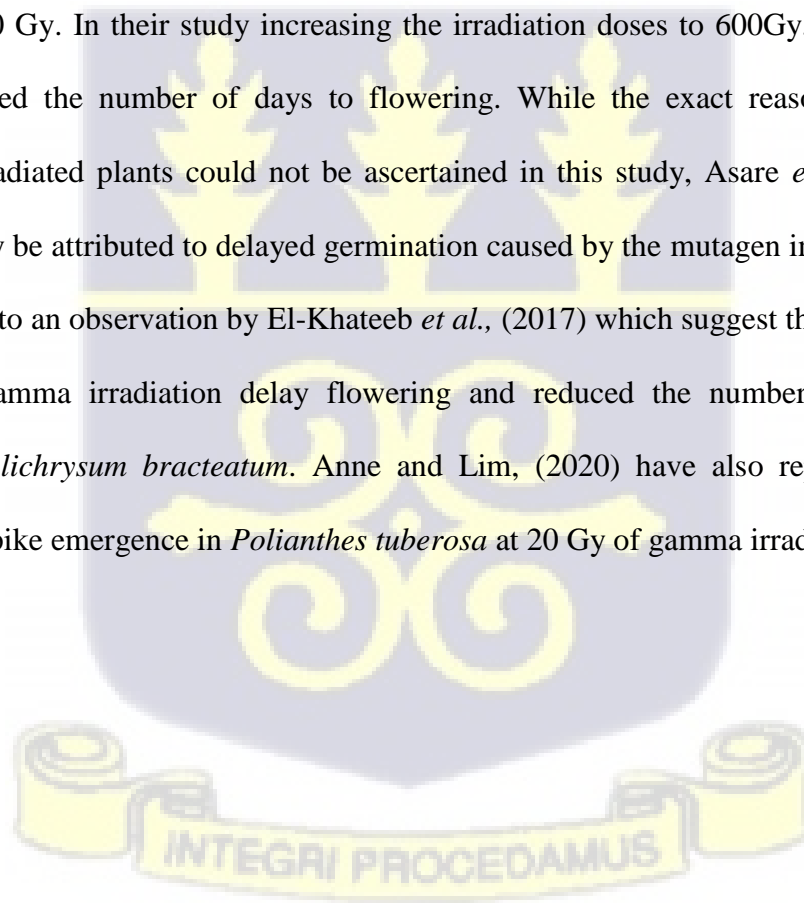 0 Gy. In their study increasing the irradiation doses to 600Gy
ed the number of days to flowering. While the exact reaso
adiated plants could not be ascertained in this study, Asare e
y be attributed to delayed germination caused by the mutagen in
to an observation by El-Khateeb et al., (2017) which suggest th
amma irradiation delay flowering and reduced the number
lichrysum bracteatum. Anne and Lim, (2020) have also re
pike emergence in Polianthes tuberosa at 20 Gy of gamma irrad
INTEGRI PROCEDAMUS